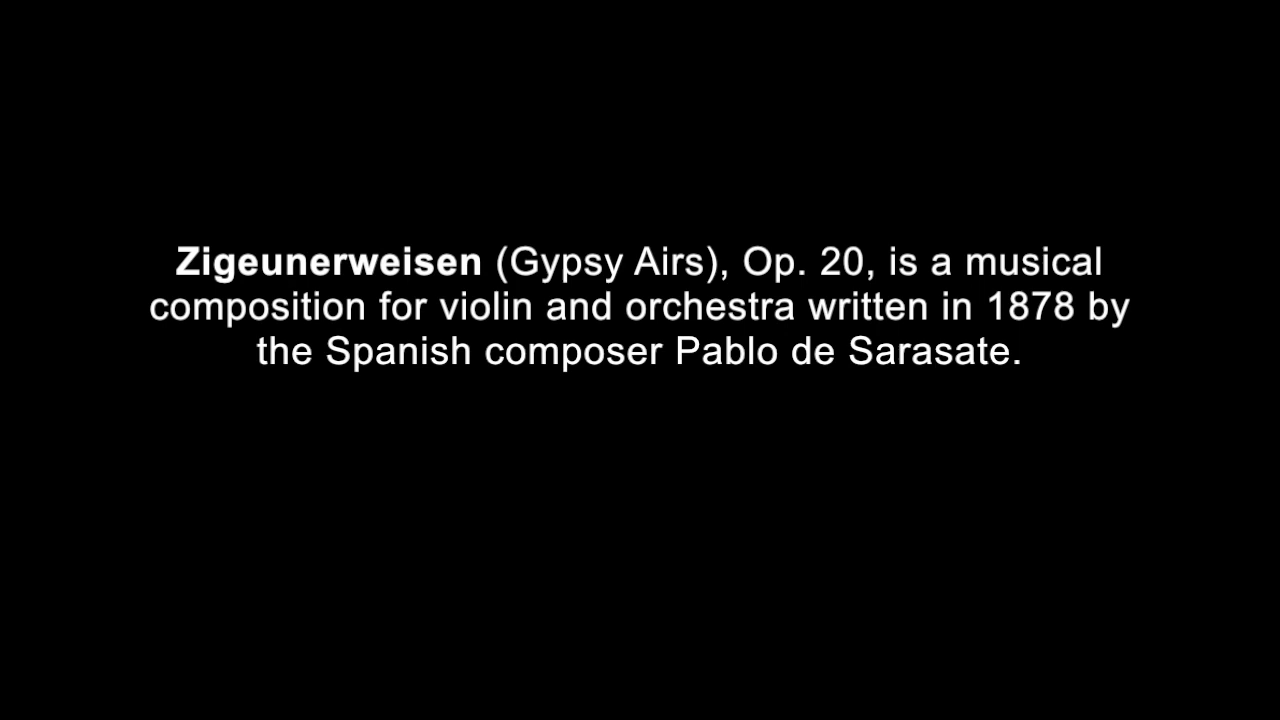 Zigeunerweisen (Gypsy Airs), Op. 20, is a musical
composition for violin and orchestra written in 1878 by
the Spanish composer Pablo de Sarasate.